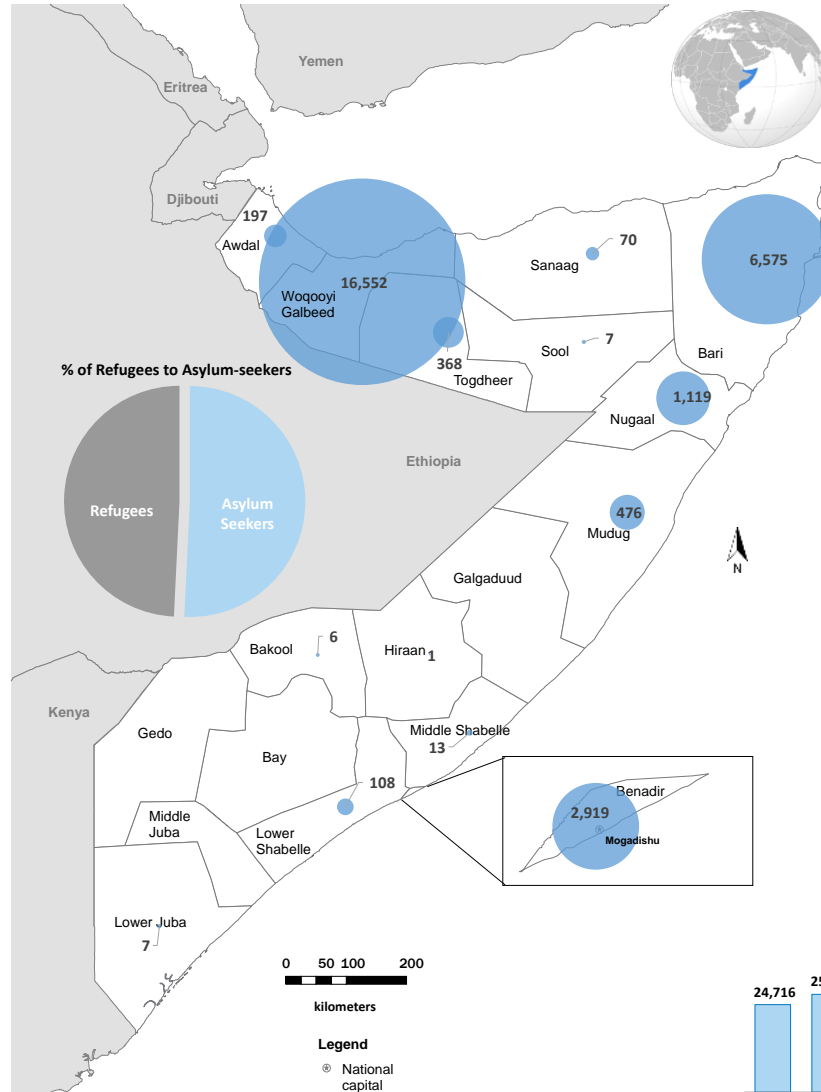 Yemen
Eritrea
Djibouti
197
Awdal
70
Sanaag
6,575
16,552
Woqooyi
Galbeed
7
Sool
Bari
368
Togdheer
% of Refugees to Asylum-seekers
1,119
Nugaal
Ethiopia
Refugees
Asylum
Seekers
476
Mudug
N
Galgaduud
6
Bakool
Hiraan
1
Kenya
Gedo
Middle Shabelle
13
Bay
108
Benadir
2,919
Mogadishu
Middle
Juba
Lower
Shabelle
Lower Juba
7
0 50 100 200
kilometers
24,716
25
Legend
National
capital